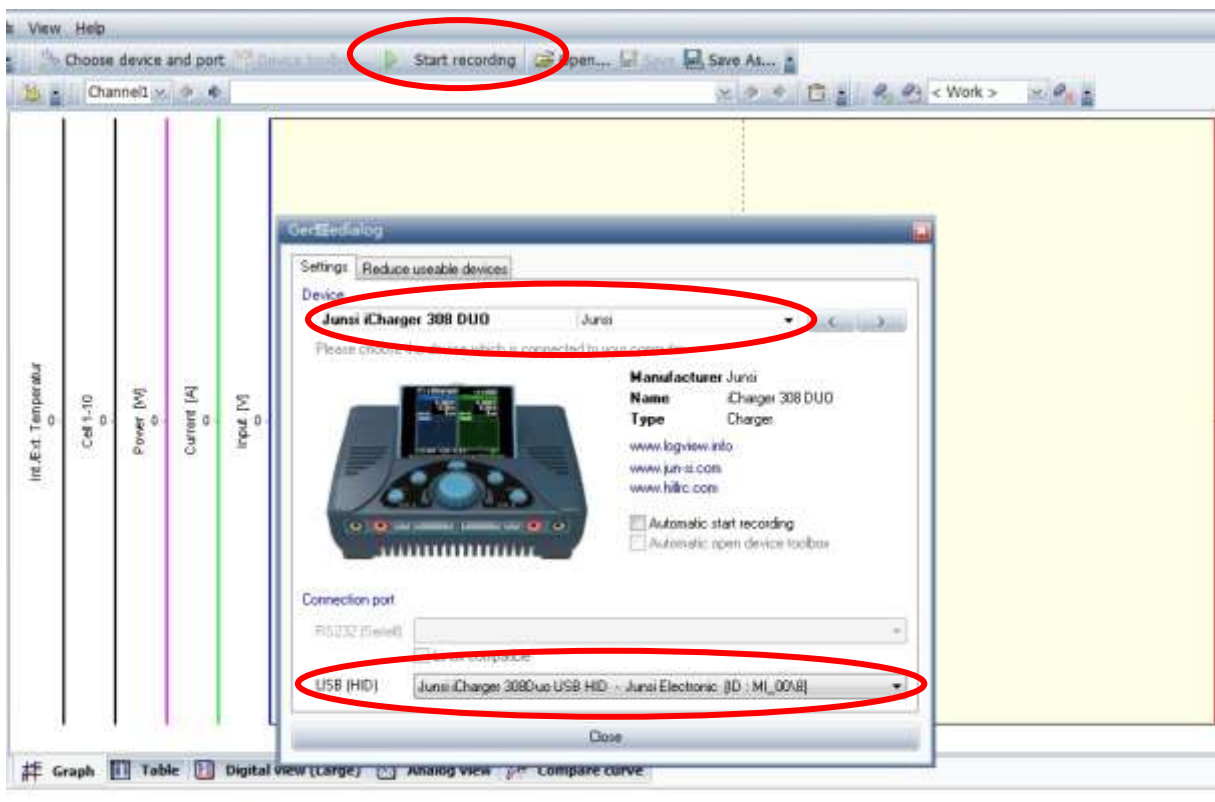 View Help
Choose device and port Start recording Open... Save Save As...
Channel1 < Work >
Settings Reduce useable devices
Device
Junsi iCharger 308 DUO Junsi
Please choose
Manufacturer Junsi
Name iCharger 308 DUO
Type Charger
www.logview.info
www.jun-si.com
www.hillrc.com
Automatic start recording
Automatic open device toolbox
Int./Ext. Temperatur
0
Cell 1-10
0
Power [W]
0
Current [A]
0
Input [V]
0
Connection port
RS232 (Seriell)
USB (HID) Junsi iCharger 308Duo USB HID - Junsi Electronic
Close
Graph Table Digital view (Large) Analog view Compare curve